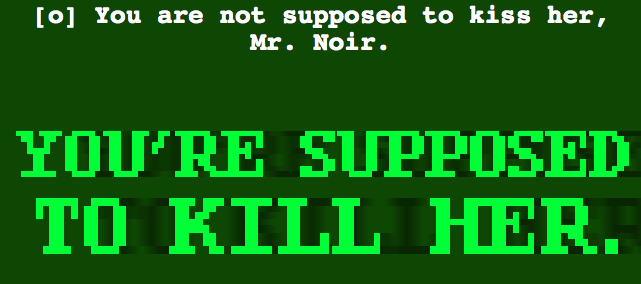 [o] You are not supposed to kiss her,
Mr. Noir.
YOU'RE SUPPOSED
TO KILL HER.